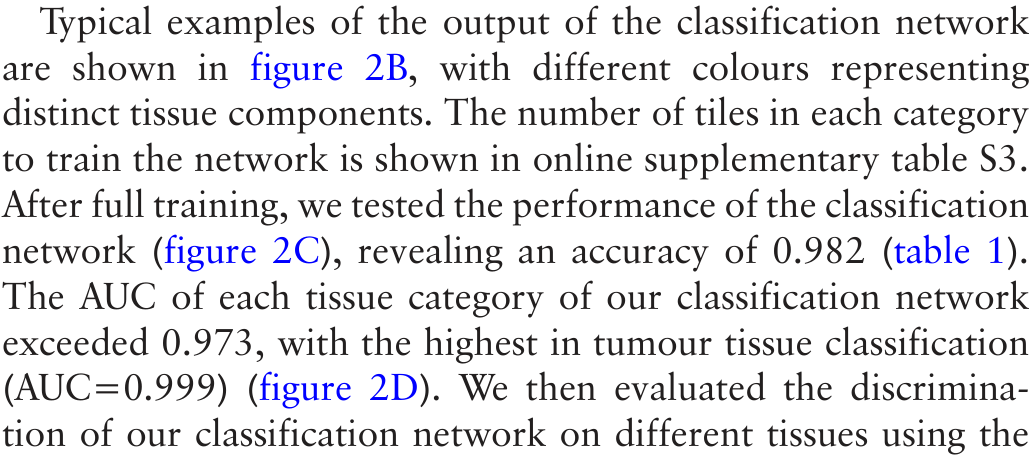 Typical examples of the output of the classification network
are shown in figure 2B, with different colours representing
distinct tissue components. The number of tiles in each category
to train the network is shown in online supplementary table S3.
After full training, we tested the performance of the classification
network (figure 2C), revealing an accuracy of 0.982 (table 1).
The AUC of each tissue category of our classification network
exceeded 0.973, with the highest in tumour tissue classification
(AUC=0.999) (figure 2D). We then evaluated the discrimina-
tion of our classification network on different tissues using the